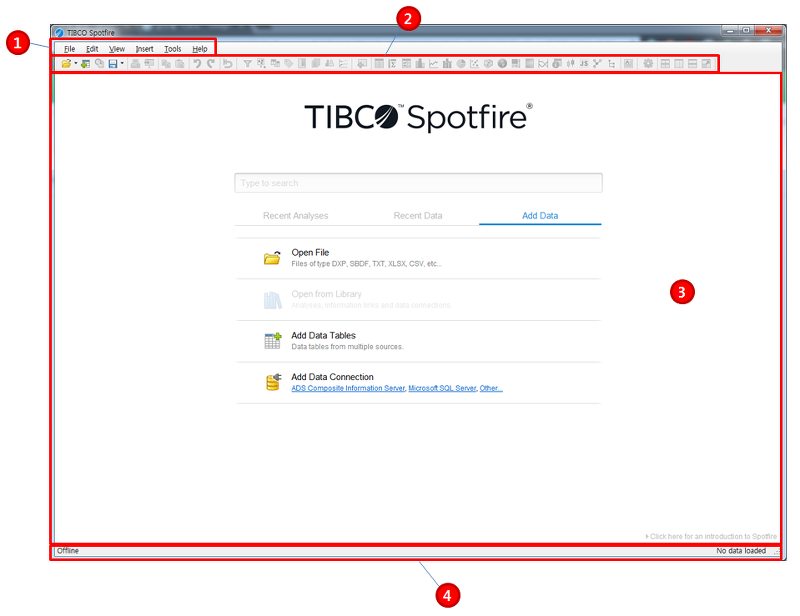 2
1
TIBCO Spotfire
File Edit View Insert Tools Help
JS
TIBCO™ Spotfire®
Type to search
Recent Analyses Recent Data Add Data
Open File
Files of type DXP, SBDF, TXT, XLSX, CSV, etc...
Open from Library
Analyses, information links and data connections.
3
Add Data Tables
Data tables from multiple sources.
Add Data Connection
ADS Composite Information Server, Microsoft SQL Server, Other...
Click here for an introduction to Spotfire
Offline No data loaded
4